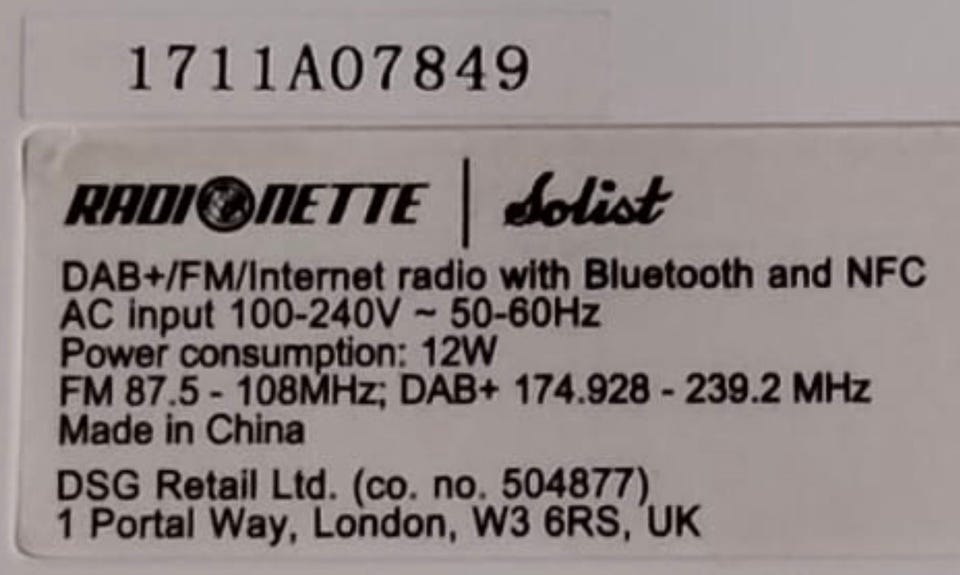 1711A07849
RADIONETTE | Solist
DAB+/FM/Internet radio with Bluetooth and NFC
AC input 100-240V ~ 50-60Hz
Power consumption: 12W
FM 87.5 - 108MHz; DAB+ 174.928 - 239.2 MHz
Made in China
DSG Retail Ltd. (co. no. 504877)
1 Portal Way, London, W3 6RS, UK